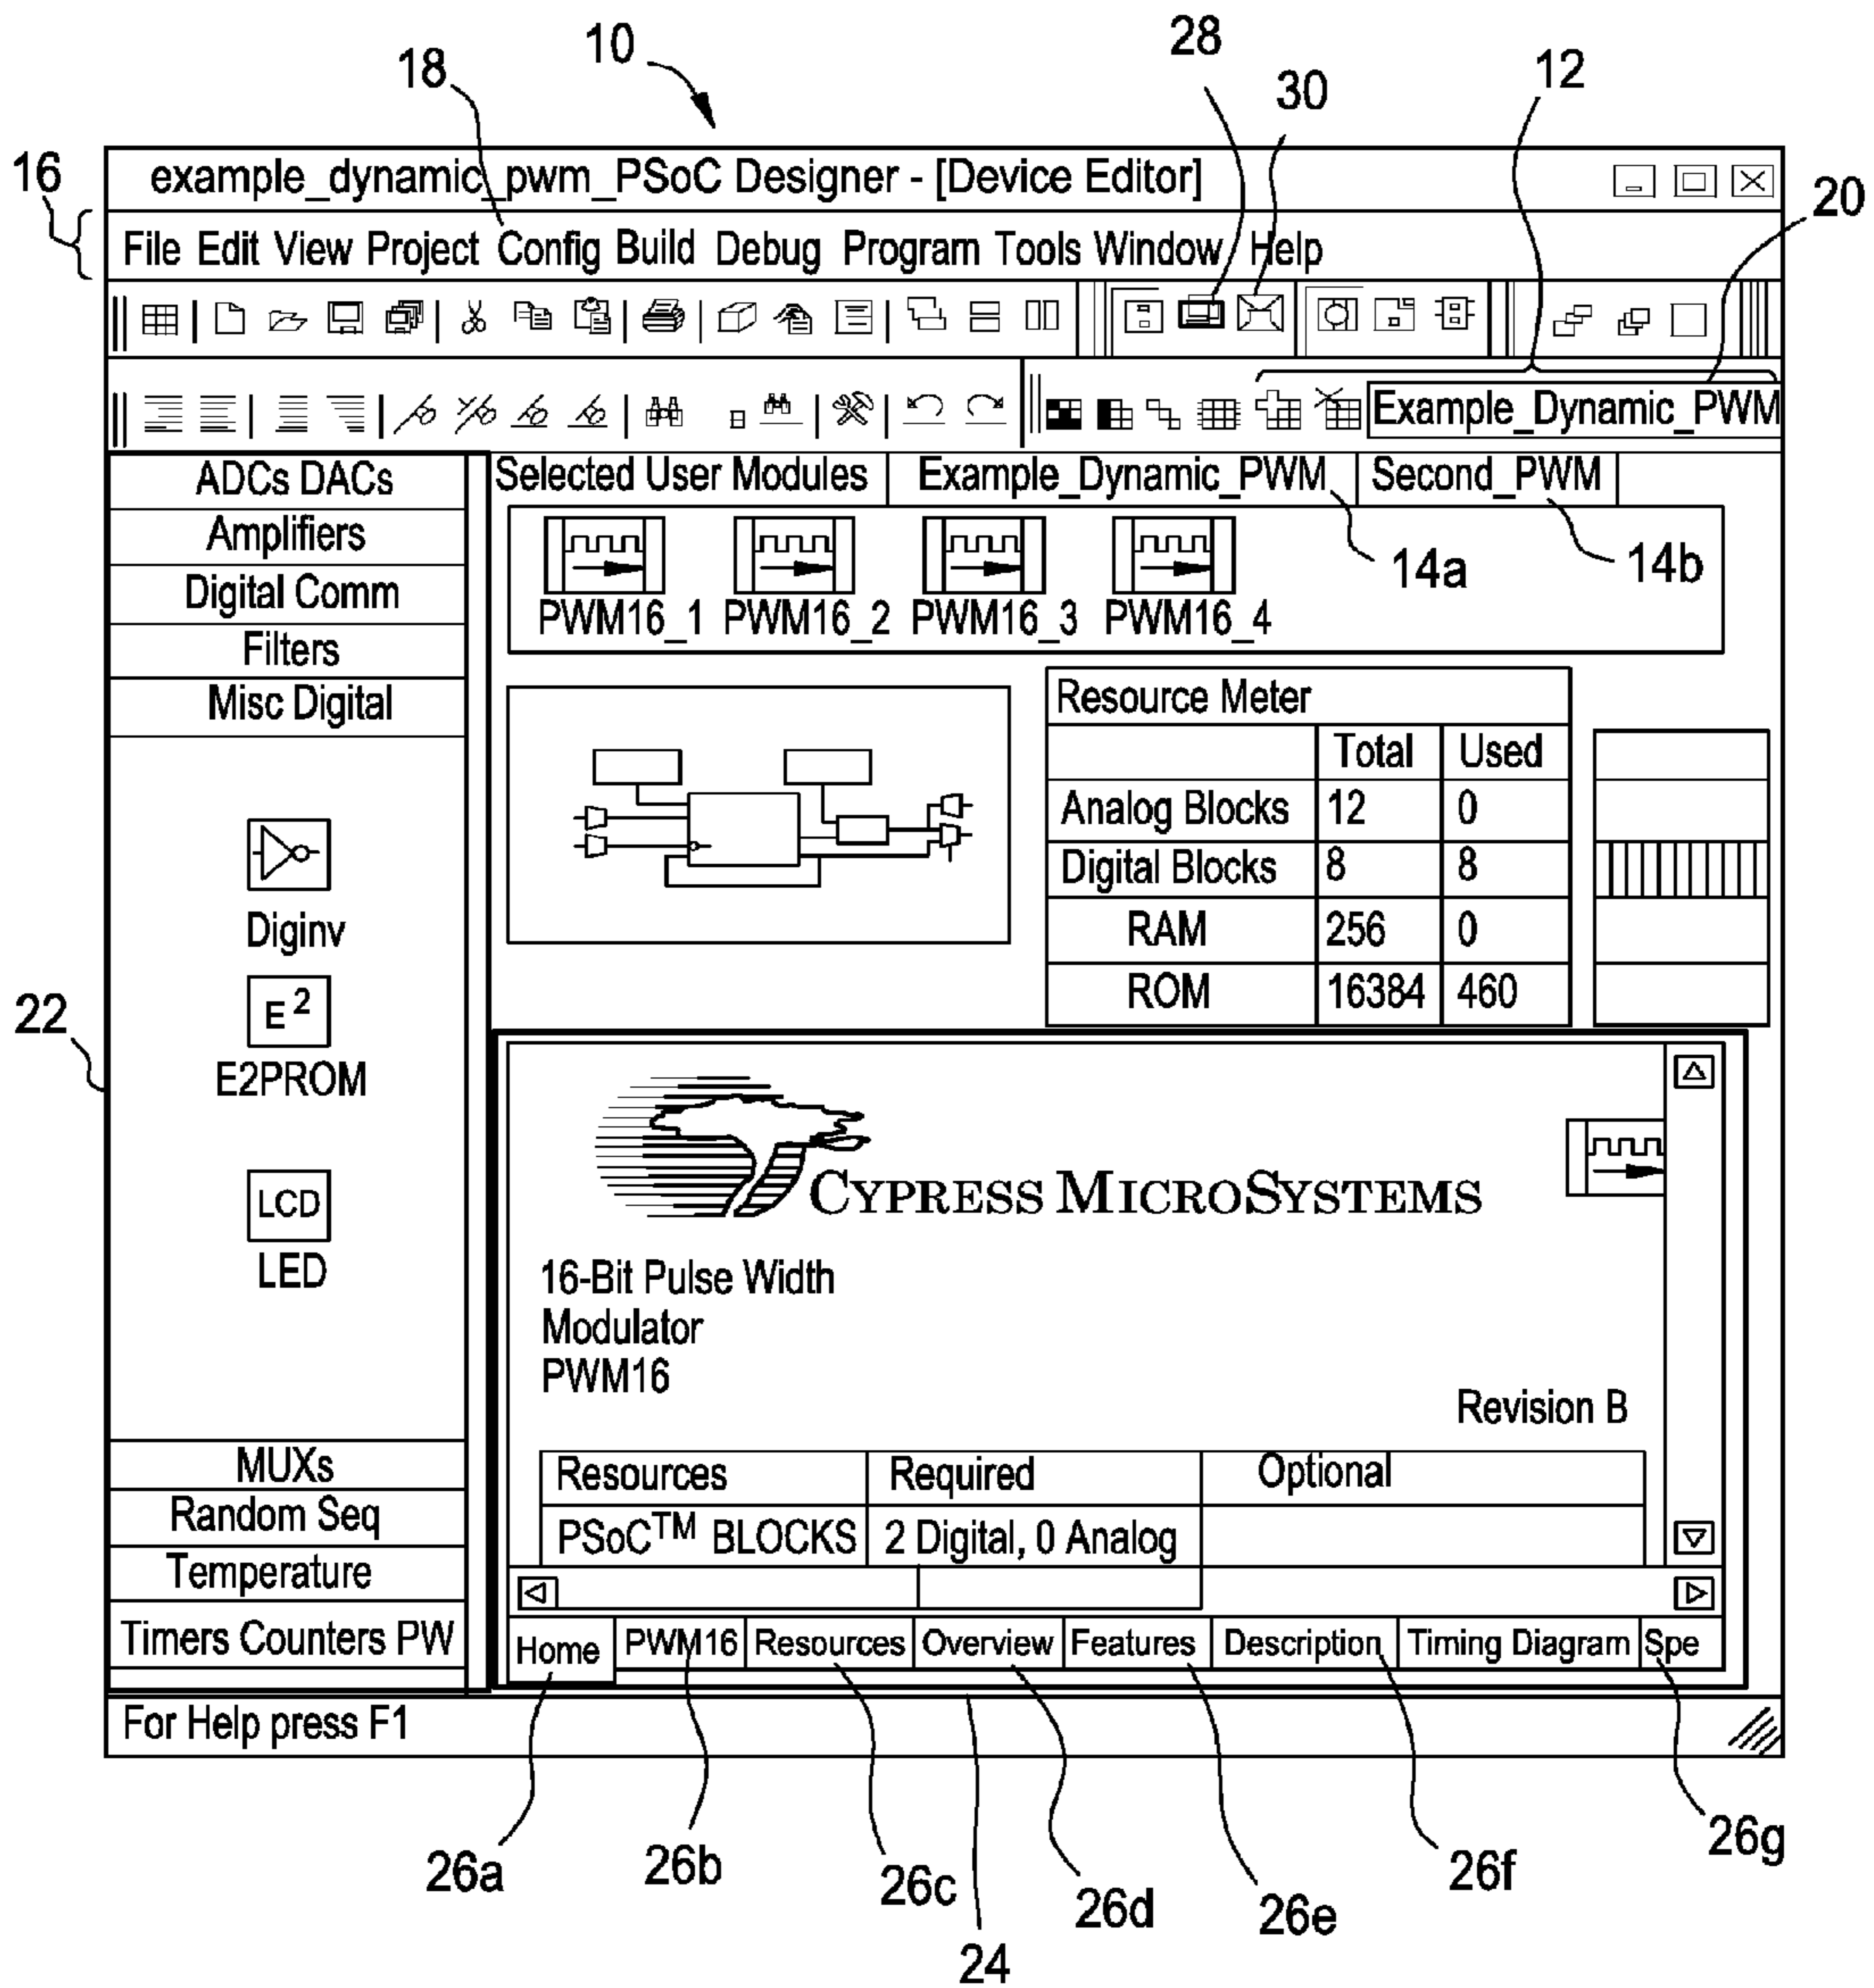 10
28
12
18
30
16
example_dynamic_pwm_PSoC Designer - [Device Editor]
20
File Edit View Project Config Build Debug Program Tools Window Help
Example_Dynamic_PWM
ADCs DACs
Selected User Modules
Example_Dynamic_PWM
Second_PWM
Amplifiers
14a
14b
Digital Comm
PWM16_1
PWM16_2
PWM16_3
PWM16_4
Filters
Misc Digital
Resource Meter
Total Used
Analog Blocks 12 0
Digital Blocks 8 8
RAM 256 0
ROM 16384 460
Diginv
E2
E2PROM
22
LCD
LED
CYPRESS MICROSYSTEMS
16-Bit Pulse Width
Modulator
PWM16
Revision B
Resources Required Optional
PSoC™ BLOCKS 2 Digital, 0 Analog
MUXs
Random Seq
Temperature
Timers Counters PW
Home PWM16 Resources Overview Features Description Timing Diagram Spe
For Help press F1
26a
26b
26c
26d
26e
26f
26g
24